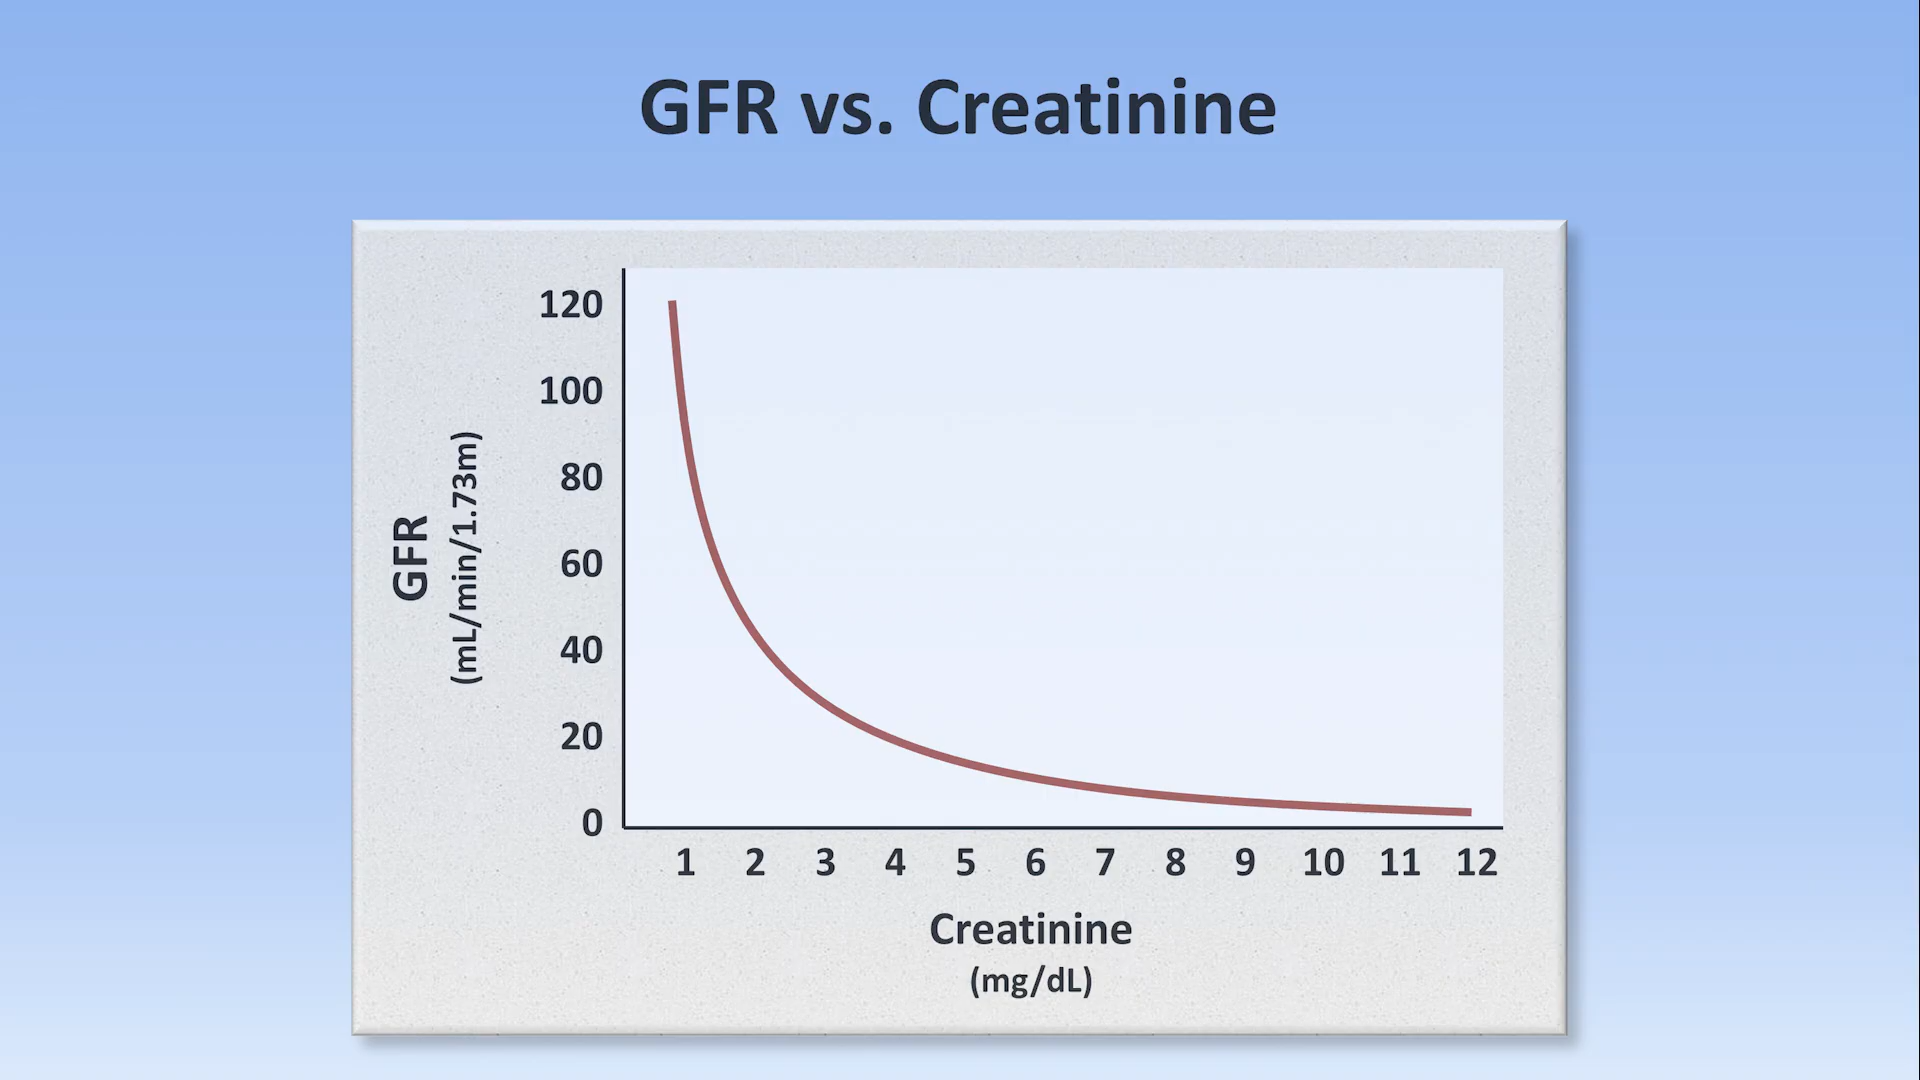 GFR vs. Creatinine
GFR
(mL/min/1.73m)
120
100
80
60
40
20
0
1 2 3 4 5 6 7 8 9 10 11 12
Creatinine
(mg/dL)